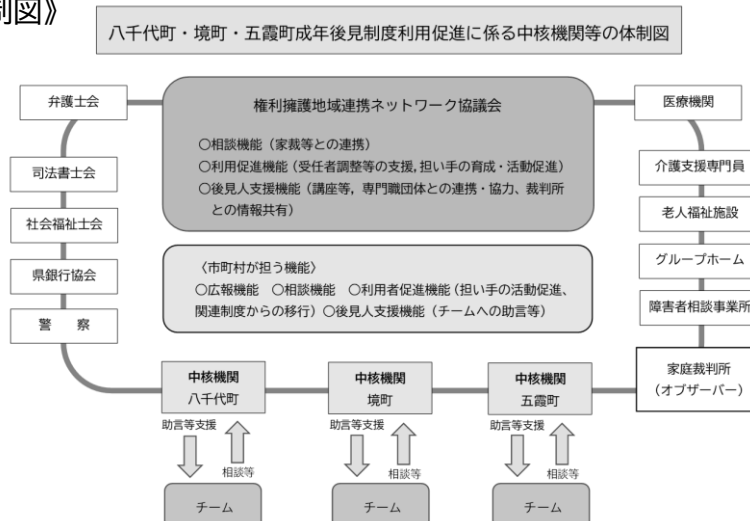 制図》
八千代町・境町・五霞町成年後見制度利用促進に係る中核機関等の体制図
弁護士会
司法書士会
社会福祉士会
県銀行協会
警　察
権利擁護地域連携ネットワーク協議会
〇相談機能（家裁等との連携）
〇利用促進機能（受任者調整等の支援，担い手の育成・活動促進）
〇後見人支援機能（講座等，専門職団体との連携・協力、裁判所
との情報共有）
〈市町村が担う機能〉
〇広報機能　〇相談機能　〇利用者促進機能（担い手の活動促進、
関連制度からの移行）〇後見人支援機能（チームへの助言等）
医療機関
介護支援専門員
老人福祉施設
グループホーム
障害者相談事業所
家庭裁判所
（オブザーバー）
中核機関
八千代町
助言等支援
相談等
チーム
中核機関
境町
助言等支援
相談等
チーム
中核機関
五霞町
助言等支援
相談等
チーム